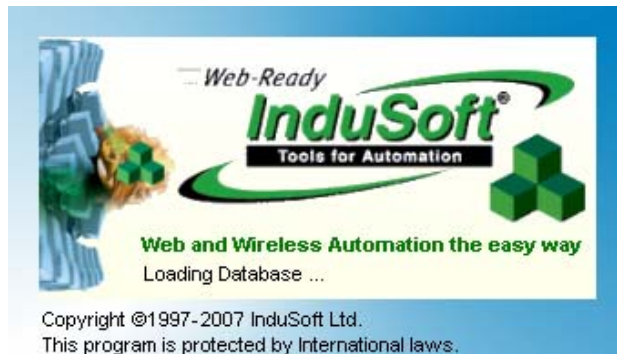 Web-Ready
InduSoft®
Tools for Automation
Web and Wireless Automation the easy way
Loading Database ...
Copyright ©1997-2007 InduSoft Ltd.
This program is protected by International laws.